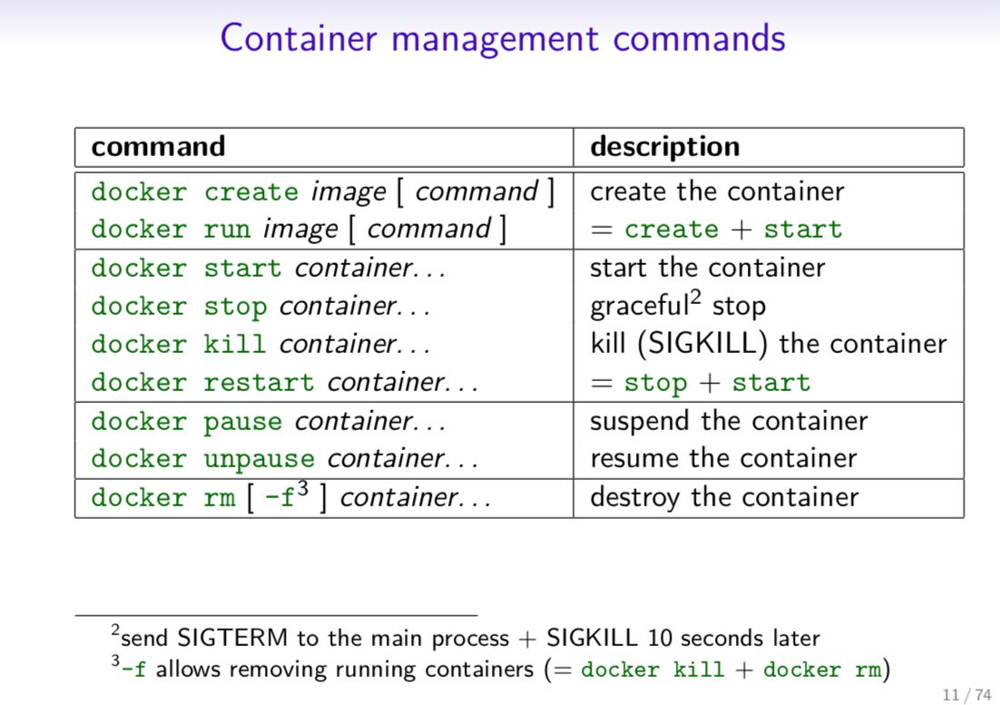 Container management commands
command description
docker create image [ command ] create the container
docker run image [ command ] = create + start
docker start container... start the container
docker stop container... graceful² stop
docker kill container... kill (SIGKILL) the container
docker restart container... = stop + start
docker pause container... suspend the container
docker unpause container... resume the container
docker rm [ -f³ ] container... destroy the container
²send SIGTERM to the main process + SIGKILL 10 seconds later
³-f allows removing running containers (= docker kill + docker rm)
11 / 74